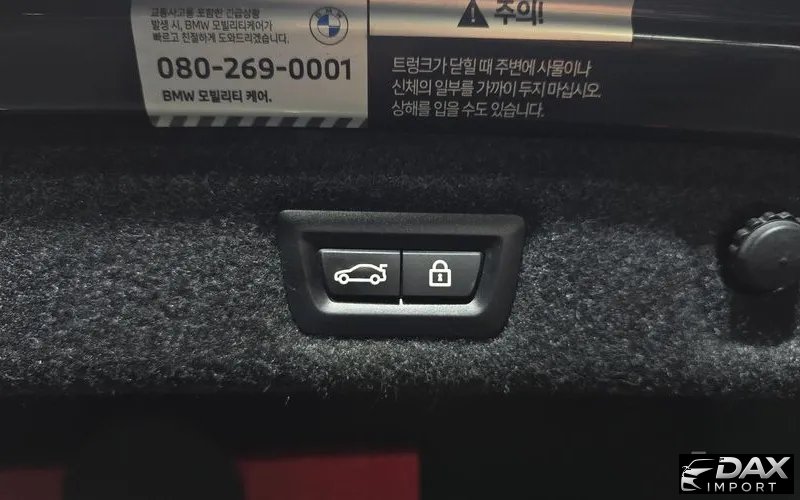 교통사고를 포함한 긴급상황
발생 시, BMW 모빌리티케어가
빠르고 친절하게 도와드리겠습니다.
080-269-0001
BMW 모빌리티 케어.
주의!
트렁크가 닫힐 때 주변에 사물이나
신체의 일부를 가까이 두지 마십시오.
상해를 입을 수도 있습니다.
DAX
IMPORT